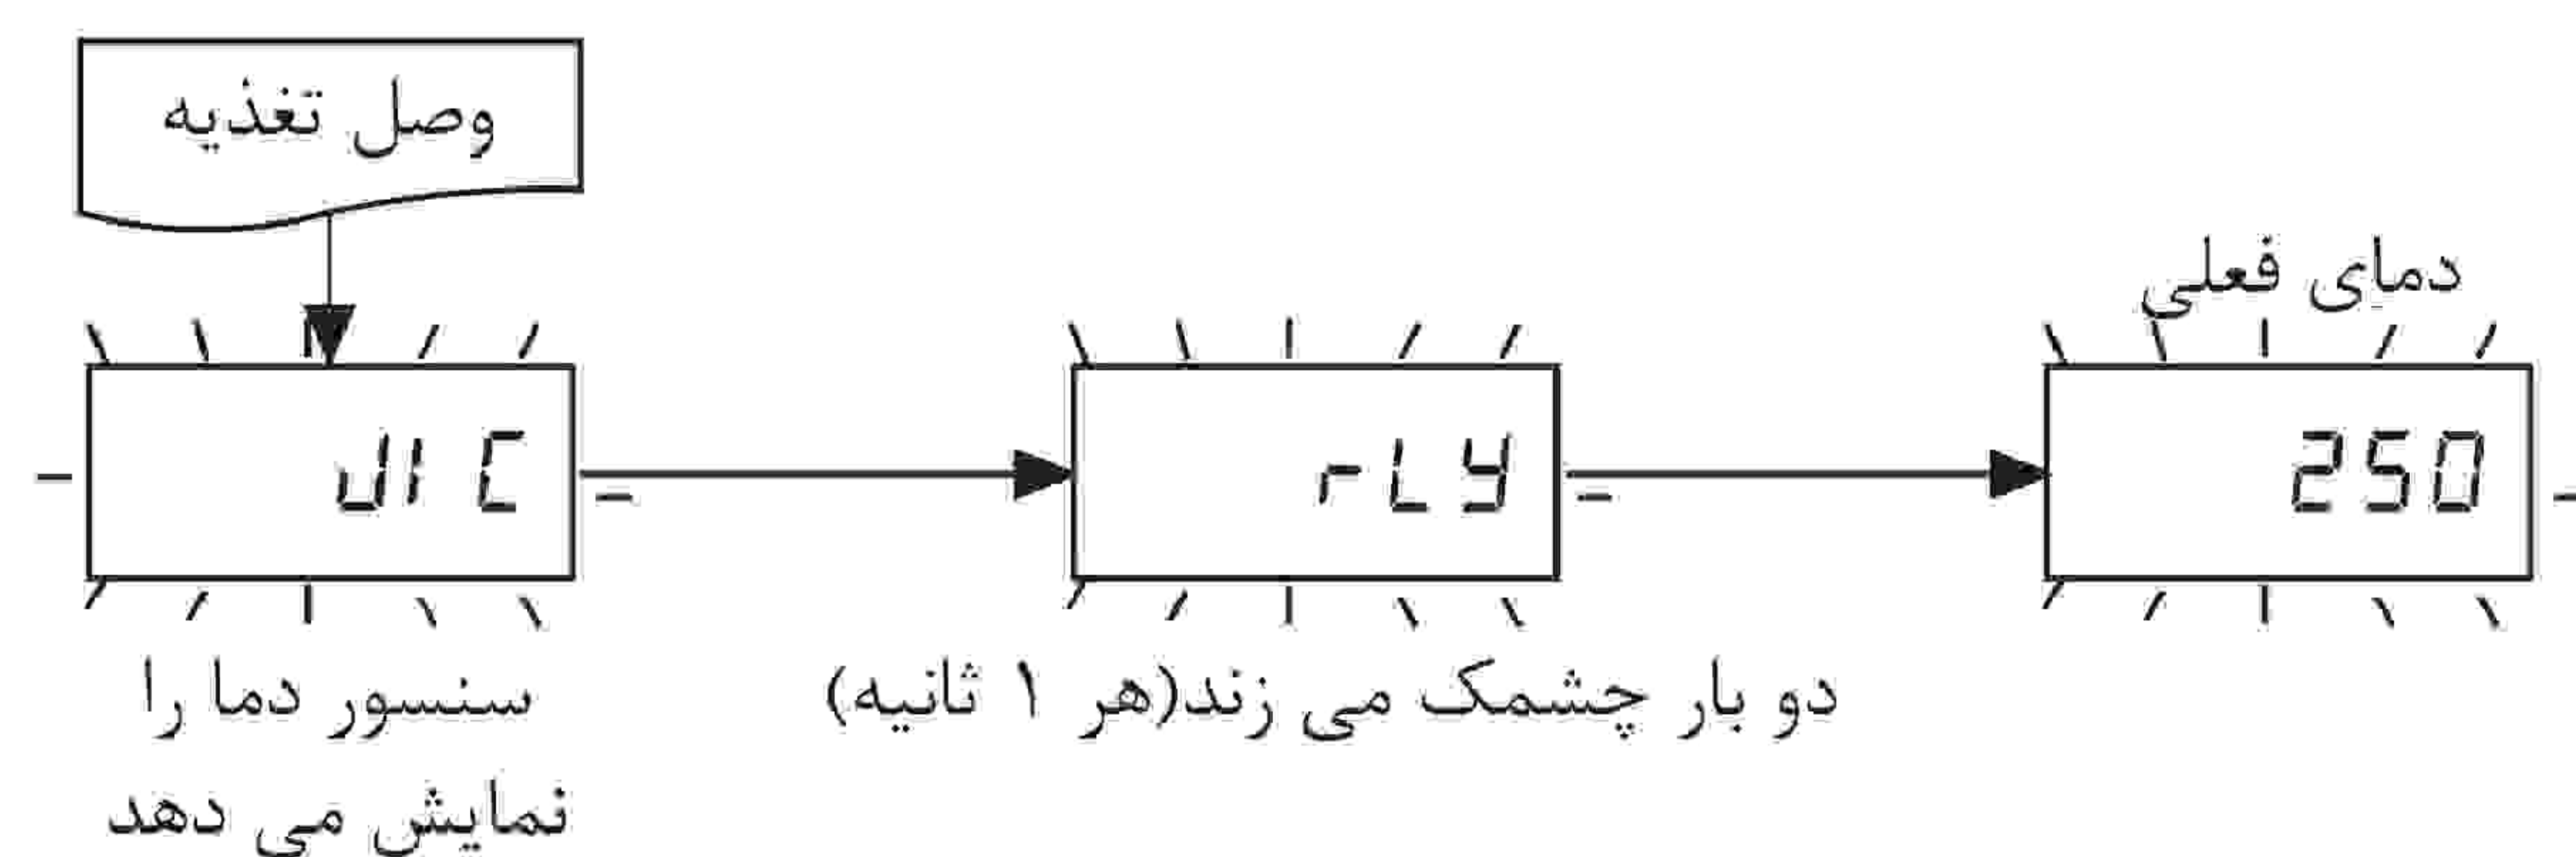 وصل تغذیه
دمای فعلی
JI C
rLY
250
سنسور دما را
نمایش می دهد
دو بار چشمک می زند(هر ۱ ثانیه)